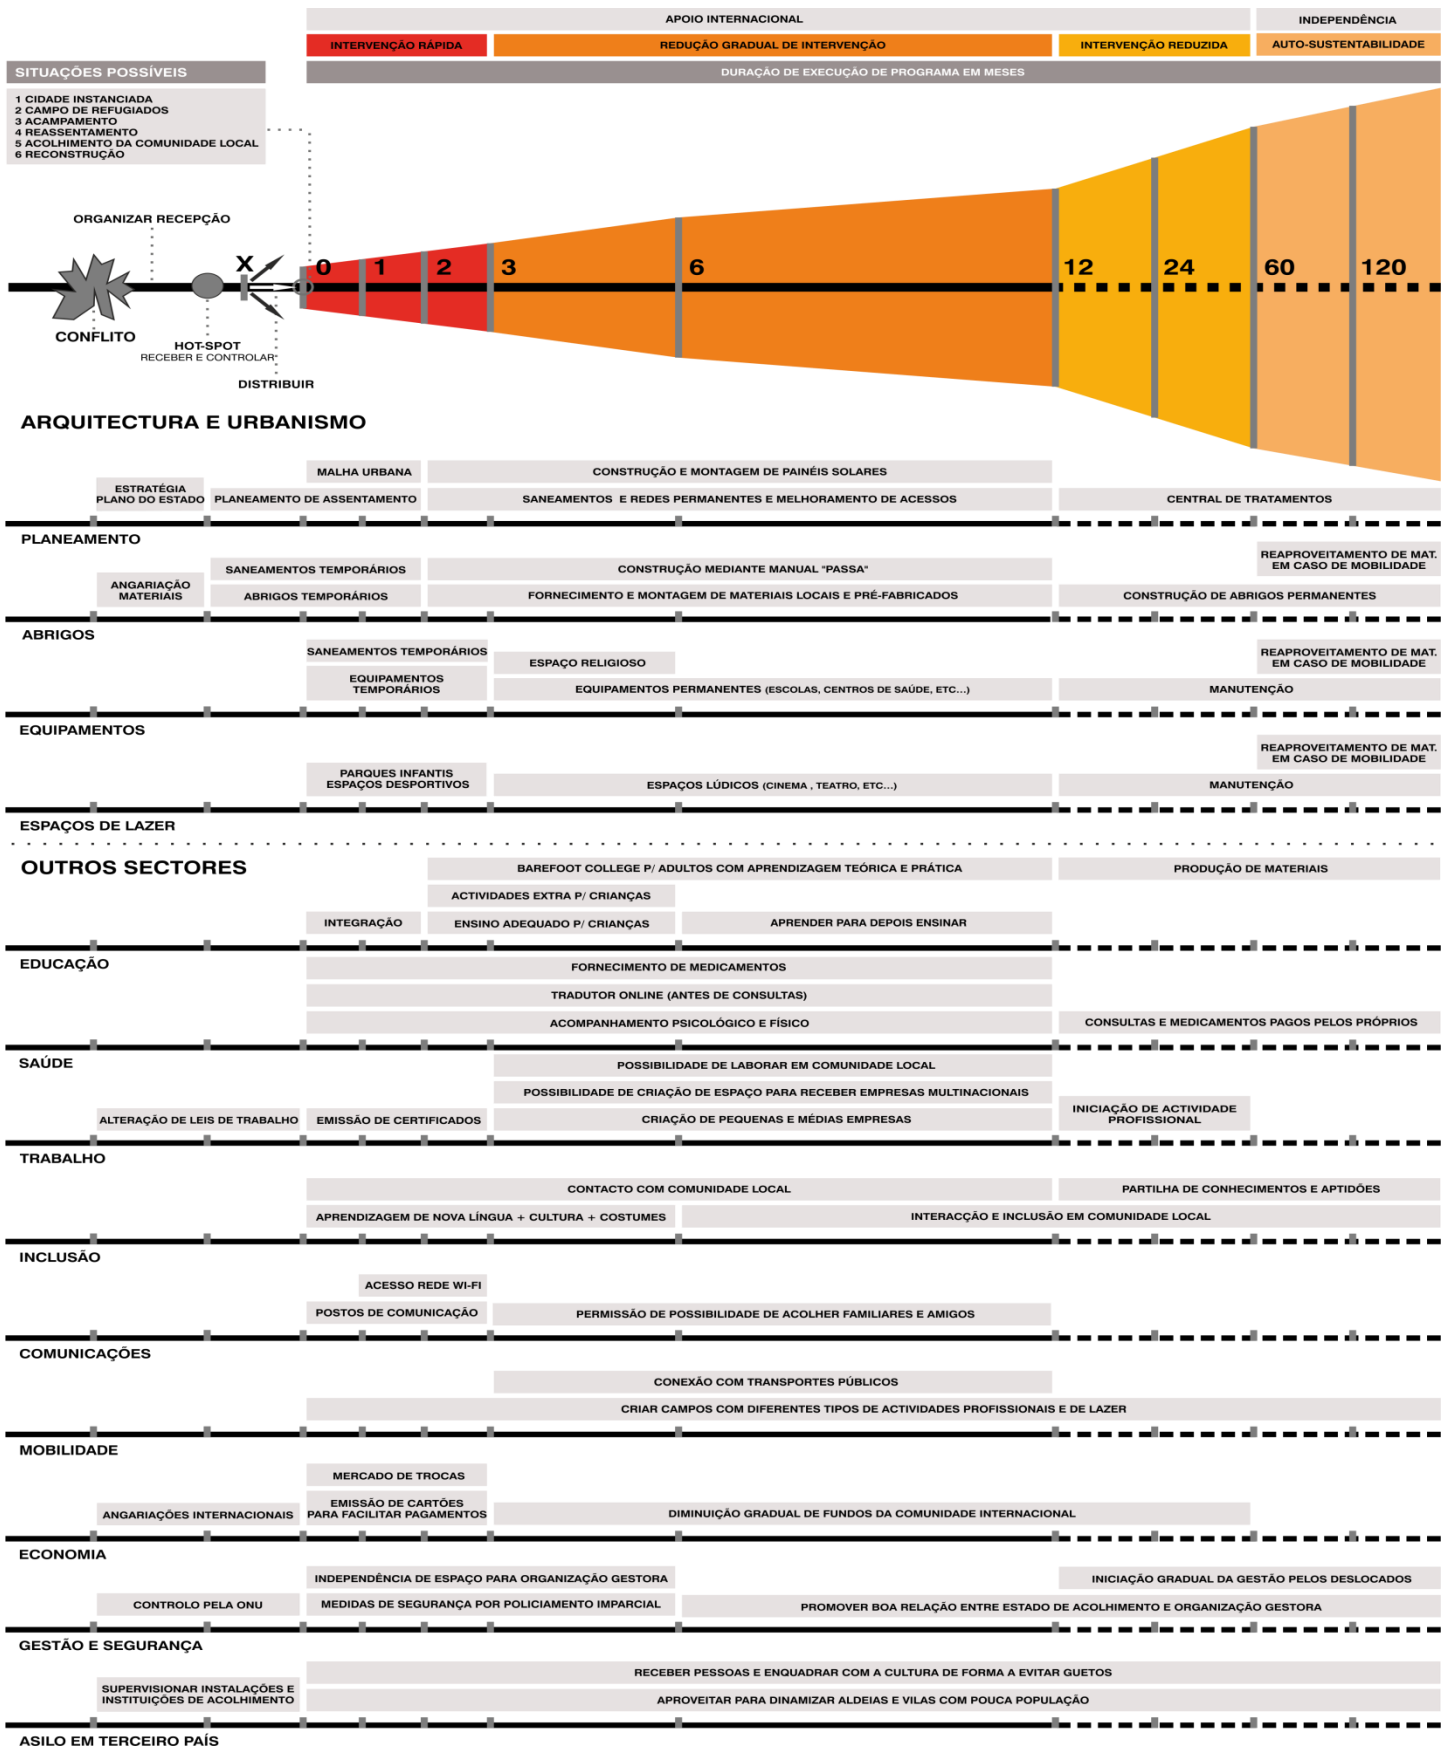 APOIO INTERNACIONAL
INDEPENDÊNCIA
INTERVENÇÃO RÁPIDA
REDUÇÃO GRADUAL DE INTERVENÇÃO
INTERVENÇÃO REDUZIDA
AUTO-SUSTENTABILIDADE
SITUAÇÕES POSSÍVEIS
DURAÇÃO DE EXECUÇÃO DE PROGRAMA EM MESES
1 CIDADE INSTANCIADA
2 CAMPO DE REFUGIADOS
3 ACAMPAMENTO
4 REASSENTAMENTO
5 ACOLHIMENTO DA COMUNIDADE LOCAL
6 RECONSTRUÇÃO
ORGANIZAR RECEPÇÃO
X
0
1
2
3
6
12
24
60
120
CONFLITO
HOT-SPOT
RECEBER E CONTROLAR
DISTRIBUIR
ARQUITECTURA E URBANISMO
MALHA URBANA
CONSTRUÇÃO E MONTAGEM DE PAINÉIS SOLARES
ESTRATÉGIA
PLANO DO ESTADO
PLANEAMENTO DE ASSENTAMENTO
SANEAMENTOS E REDES PERMANENTES E MELHORAMENTO DE ACESSOS
CENTRAL DE TRATAMENTOS
PLANEAMENTO
REAPROVEITAMENTO DE MAT.
EM CASO DE MOBILIDADE
SANEAMENTOS TEMPORÁRIOS
CONSTRUÇÃO MEDIANTE MANUAL "PASSA"
ANGARIAÇÃO
MATERIAIS
ABRIGOS TEMPORÁRIOS
FORNECIMENTO E MONTAGEM DE MATERIAIS LOCAIS E PRÉ-FABRICADOS
CONSTRUÇÃO DE ABRIGOS PERMANENTES
ABRIGOS
SANEAMENTOS TEMPORÁRIOS
ESPAÇO RELIGIOSO
REAPROVEITAMENTO DE MAT.
EM CASO DE MOBILIDADE
EQUIPAMENTOS
TEMPORÁRIOS
EQUIPAMENTOS PERMANENTES (ESCOLAS, CENTROS DE SAÚDE, ETC...)
MANUTENÇÃO
EQUIPAMENTOS
REAPROVEITAMENTO DE MAT.
EM CASO DE MOBILIDADE
PARQUES INFANTIS
ESPAÇOS DESPORTIVOS
ESPAÇOS LÚDICOS (CINEMA , TEATRO, ETC...)
MANUTENÇÃO
ESPAÇOS DE LAZER
OUTROS SECTORES
BAREFOOT COLLEGE P/ ADULTOS COM APRENDIZAGEM TEÓRICA E PRÁTICA
PRODUÇÃO DE MATERIAIS
ACTIVIDADES EXTRA P/ CRIANÇAS
INTEGRAÇÃO
ENSINO ADEQUADO P/ CRIANÇAS
APRENDER PARA DEPOIS ENSINAR
EDUCAÇÃO
FORNECIMENTO DE MEDICAMENTOS
TRADUTOR ONLINE (ANTES DE CONSULTAS)
ACOMPANHAMENTO PSICOLÓGICO E FÍSICO
CONSULTAS E MEDICAMENTOS PAGOS PELOS PRÓPRIOS
SAÚDE
POSSIBILIDADE DE LABORAR EM COMUNIDADE LOCAL
POSSIBILIDADE DE CRIAÇÃO DE ESPAÇO PARA RECEBER EMPRESAS MULTINACIONAIS
ALTERAÇÃO DE LEIS DE TRABALHO
EMISSÃO DE CERTIFICADOS
CRIAÇÃO DE PEQUENAS E MÉDIAS EMPRESAS
INICIAÇÃO DE ACTIVIDADE
PROFISSIONAL
TRABALHO
CONTACTO COM COMUNIDADE LOCAL
PARTILHA DE CONHECIMENTOS E APTIDÕES
APRENDIZAGEM DE NOVA LÍNGUA + CULTURA + COSTUMES
INTERACÇÃO E INCLUSÃO EM COMUNIDADE LOCAL
INCLUSÃO
ACESSO REDE WI-FI
POSTOS DE COMUNICAÇÃO
PERMISSÃO DE POSSIBILIDADE DE ACOLHER FAMILIARES E AMIGOS
COMUNICAÇÕES
CONEXÃO COM TRANSPORTES PÚBLICOS
CRIAR CAMPOS COM DIFERENTES TIPOS DE ACTIVIDADES PROFISSIONAIS E DE LAZER
MOBILIDADE
MERCADO DE TROCAS
ANGARIAÇÕES INTERNACIONAIS
EMISSÃO DE CARTÕES
PARA FACILITAR PAGAMENTOS
DIMINUIÇÃO GRADUAL DE FUNDOS DA COMUNIDADE INTERNACIONAL
ECONOMIA
INDEPENDÊNCIA DE ESPAÇO PARA ORGANIZAÇÃO GESTORA
INICIAÇÃO GRADUAL DA GESTÃO PELOS DESLOCADOS
CONTROLO PELA ONU
MEDIDAS DE SEGURANÇA POR POLICIAMENTO IMPARCIAL
PROMOVER BOA RELAÇÃO ENTRE ESTADO DE ACOLHIMENTO E ORGANIZAÇÃO GESTORA
GESTÃO E SEGURANÇA
RECEBER PESSOAS E ENQUADRAR COM A CULTURA DE FORMA A EVITAR GUETOS
SUPERVISIONAR INSTALAÇÕES E
INSTITUIÇÕES DE ACOLHIMENTO
APROVEITAR PARA DINAMIZAR ALDEIAS E VILAS COM POUCA POPULAÇÃO
ASILO EM TERCEIRO PAÍS